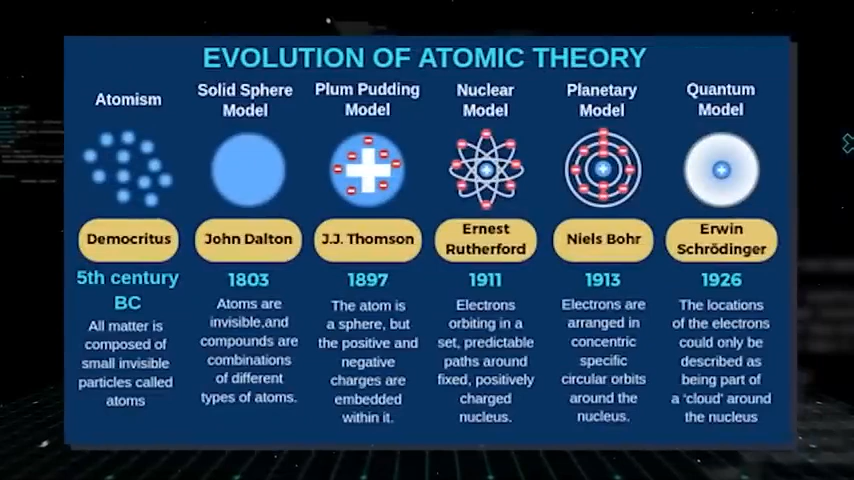 EVOLUTION OF ATOMIC THEORY
Atomism
Democritus
5th century
BC
All matter is
composed of
small invisible
particles called
atoms
Solid Sphere
Model
John Dalton
1803
Atoms are
invisible,and
compounds are
combinations
of different
types of atoms.
Plum Pudding
Model
J.J. Thomson
1897
The atom is
a sphere, but
the positive and
negative
charges are
embedded
within it.
Nuclear
Model
Ernest
Rutherford
1911
Electrons
orbiting in a
set, predictable
paths around
fixed, positively
charged
nucleus.
Planetary
Model
Niels Bohr
1913
Electrons are
arranged in
concentric
specific
circular orbits
around the
nucleus.
Quantum
Model
Erwin
Schrödinger
1926
The locations
of the electrons
could only be
described as
being part of
a 'cloud' around
the nucleus